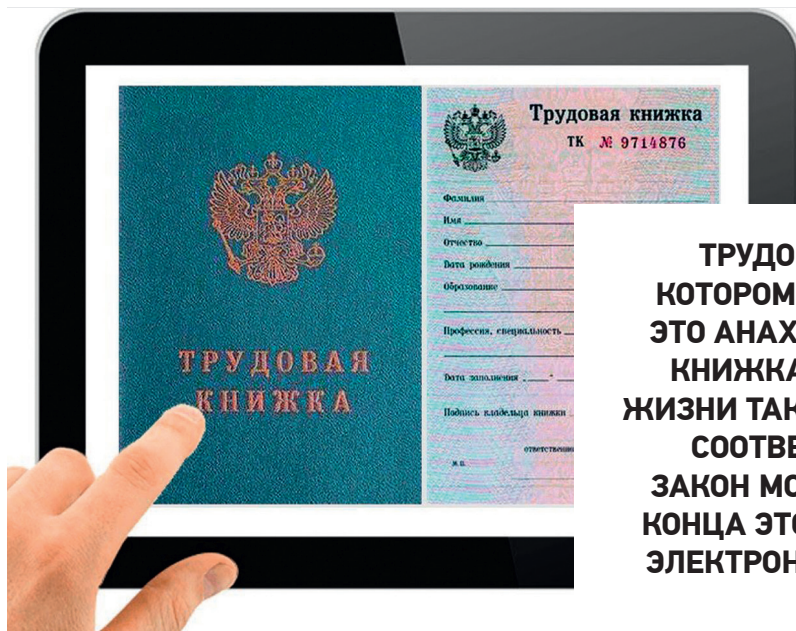 ТРУДОВАЯ
КНИЖКА
Трудовая книжка
ТК № 9714876
Фамилия
Имя
Отчество
Дата рождения
Образование
Профессия, специальность
Дата заполнения
Подпись владельца книжки
М.П.
ТРУДО
КОТОРОМ
ЭТО АНАХ
КНИЖКА
ЖИЗНИ ТАК
СООТВЕ
ЗАКОН МО
КОНЦА ЭТО
ЭЛЕКТРОН